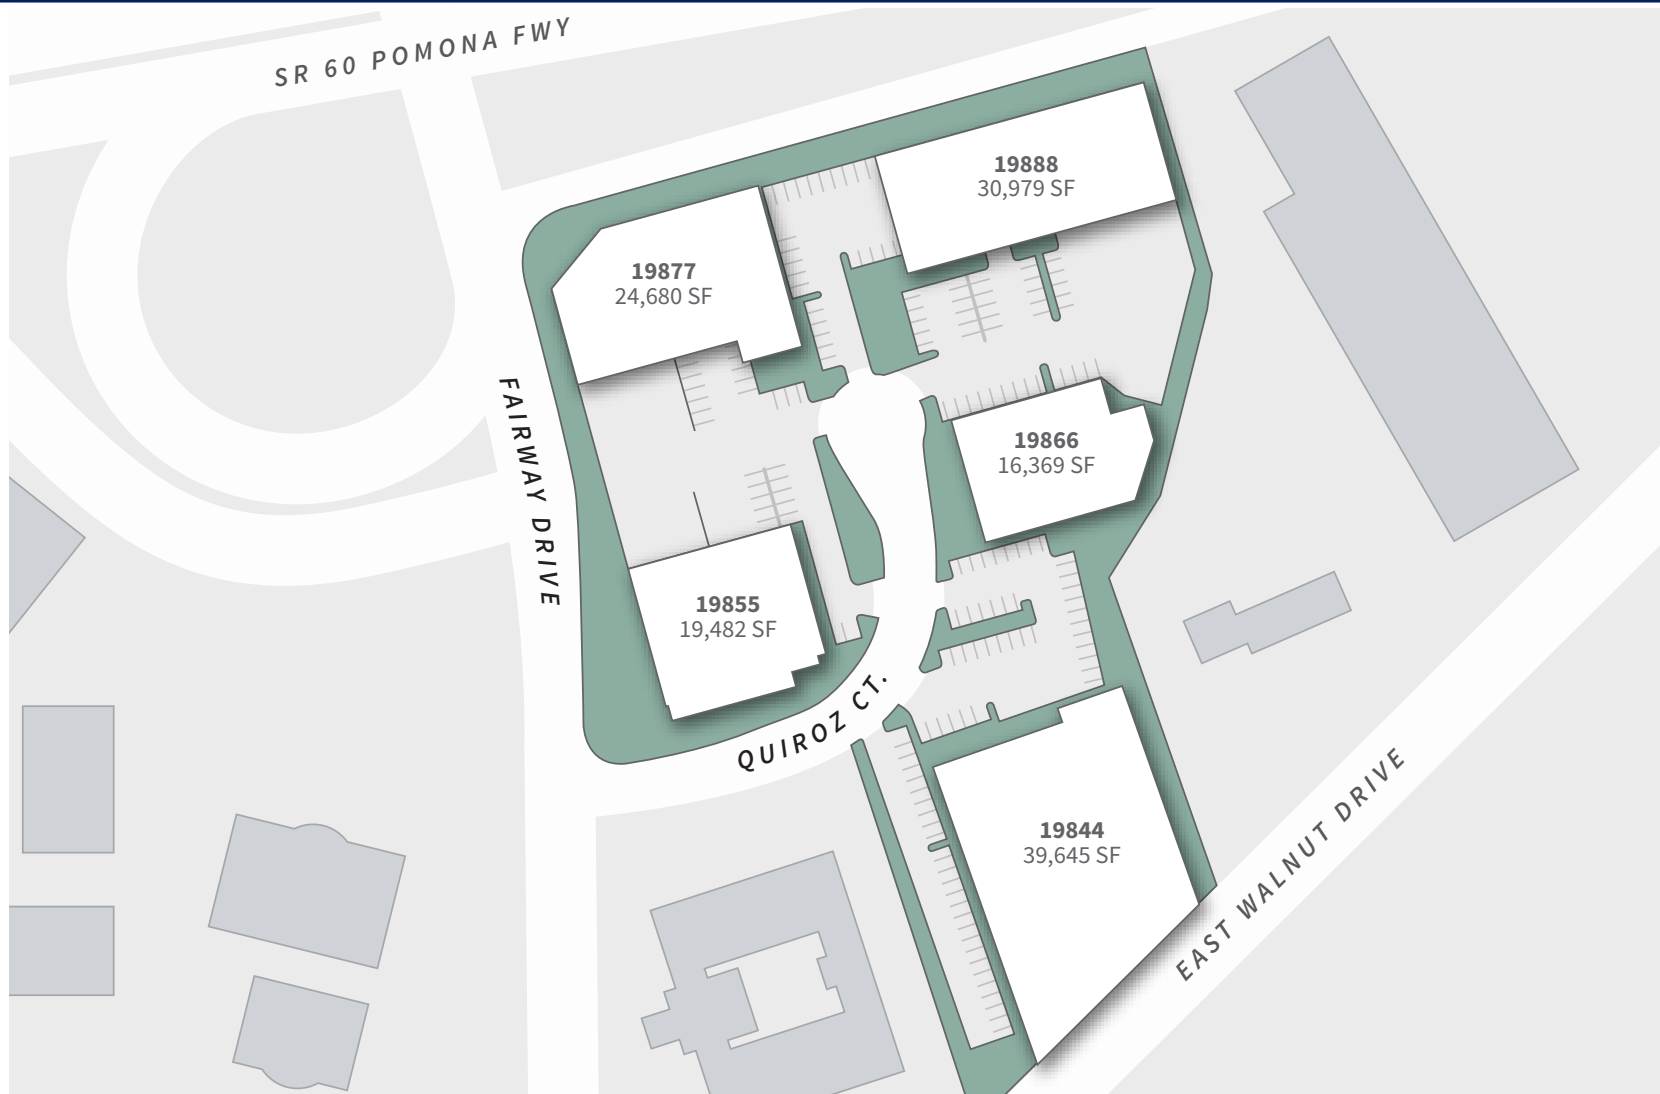 SR 60 POMONA FWY
19888
30,979 SF
19877
24,680 SF
FAIRWAY DRIVE
19866
16,369 SF
19855
19,482 SF
QUIROZ CT.
19844
39,645 SF
EAST WALNUT DRIVE